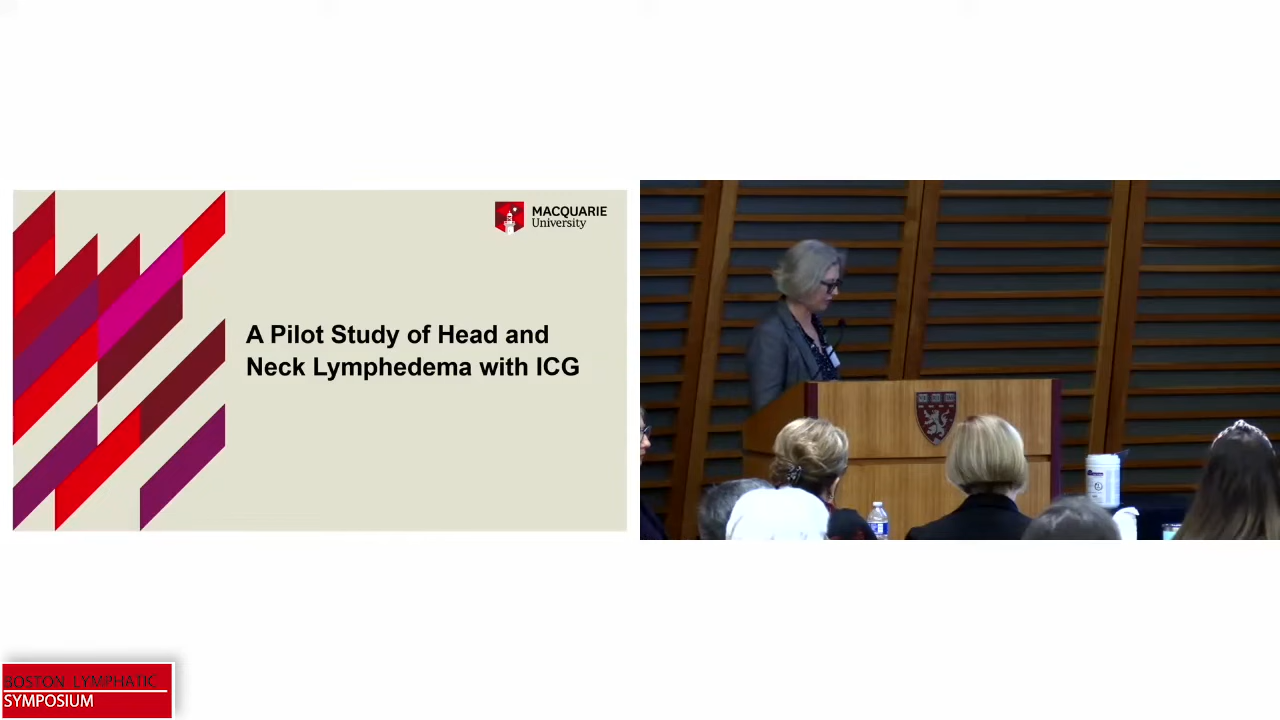 MACQUARIE
University
A Pilot Study of Head and
Neck Lymphedema with ICG
BOSTON LYMPHATIC
SYMPOSIUM